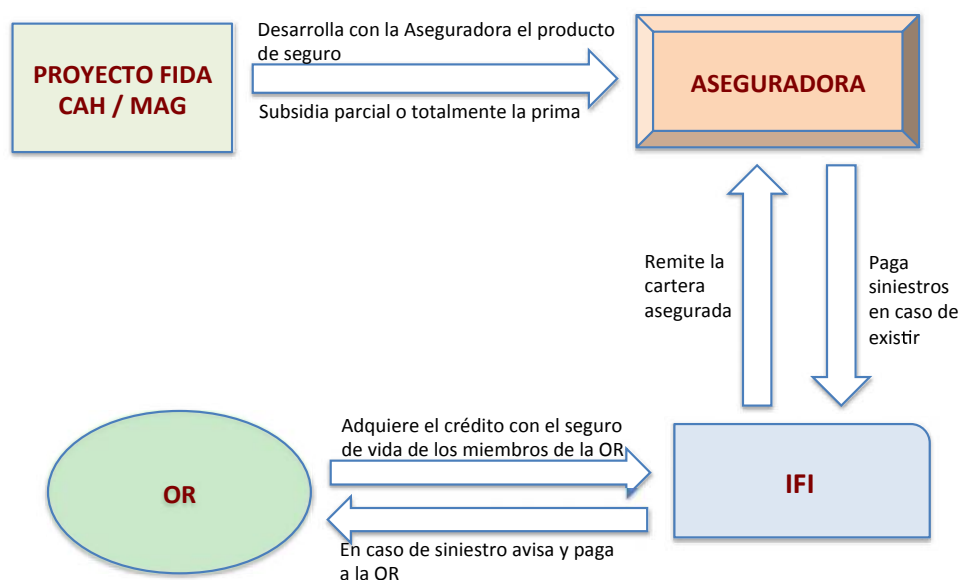 Desarrolla con la Aseguradora el producto
de seguro
PROYECTO FIDA
CAH / MAG
Subsidia parcial o totalmente la prima
ASEGURADORA
Remite la
cartera
asegurada
Paga
siniestros
en caso de
existir
Adquiere el crédito con el seguro
de vida de los miembros de la OR
OR
IFI
En caso de siniestro avisa y paga
a la OR